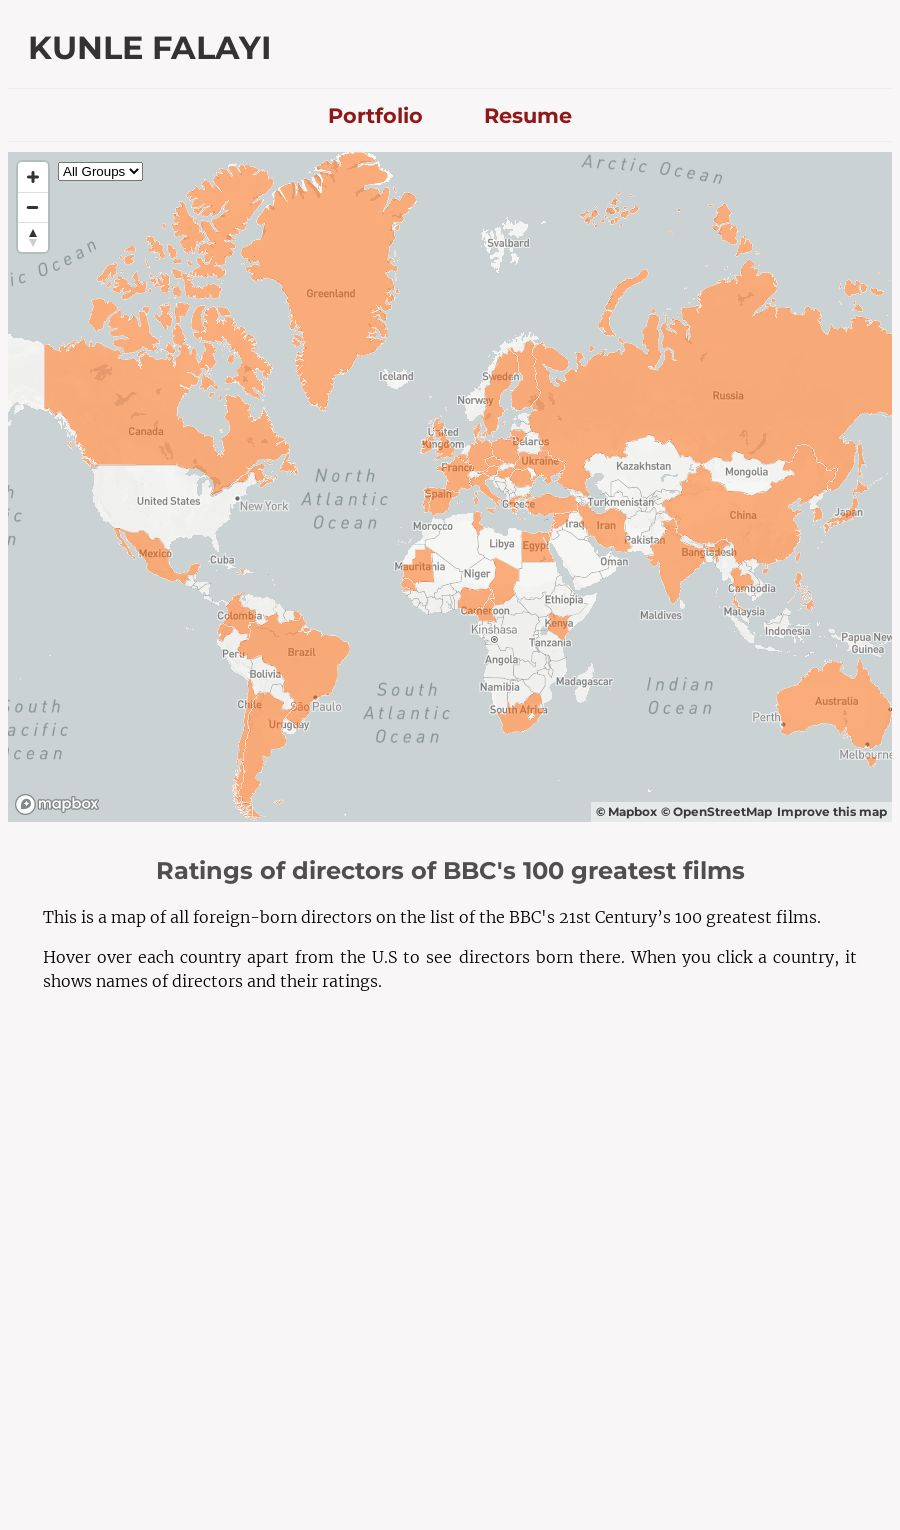 KUNLE FALAYI
Portfolio Resume
All Groups
Arctic Ocean
Svalbard
ic Ocean
Greenland
Iceland
Sweden
Norway
Russia
Canada
United
Kingdom
Belarus
Ukraine
France
Kazakhstan
Mongolia
North
Atlantic
Ocean
United States
New York
Spain
Greece
Turkmenistan
China
Japan
Morocco
Iraq
Iran
Pakistan
Libya
Egypt
Mexico
Cuba
Mauritania
Niger
Oman
Bangladesh
Cambodia
Colombia
Cameroon
Ethiopia
Maldives
Malaysia
Kinshasa
Kenya
Tanzania
Indonesia
Papua New
Guinea
Peru
Brazil
Bolivia
Angola
Namibia
Madagascar
Indian
Ocean
South
Atlantic
Ocean
South
acific
cean
Chile
São Paulo
Uruguay
South Africa
Australia
Perth
Melbourne
mapbox
© Mapbox © OpenStreetMap Improve this map
Ratings of directors of BBC's 100 greatest films
This is a map of all foreign-born directors on the list of the BBC's 21st Century’s 100 greatest films.
Hover over each country apart from the U.S to see directors born there. When you click a country, it
shows names of directors and their ratings.